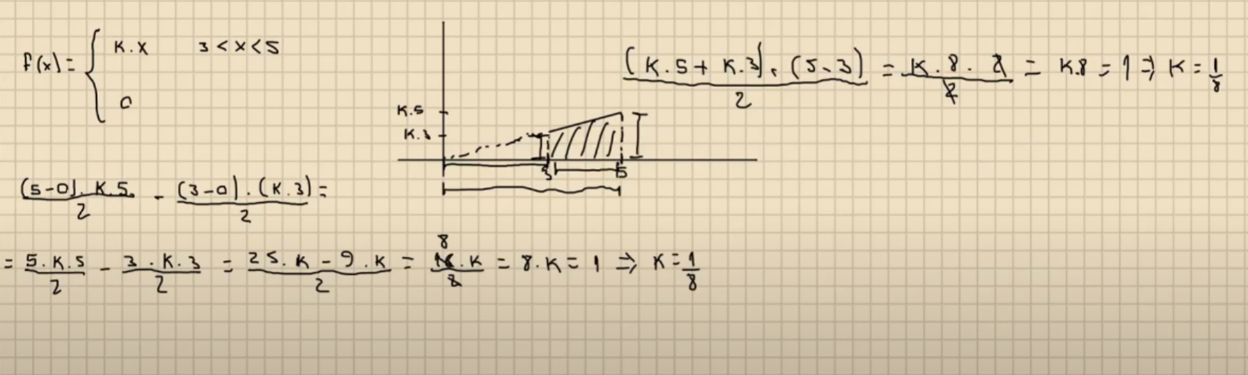 f(x) = { K.X 3 < x < 5
0
(K.5 + K.3).(5-3) / 2 = K.8.2 / 2 = K.8 = 1 ⇒ K = 1/8
K.5
K.3
3 5
(5-0).K.5 / 2 - (3-0).(K.3) / 2 =
= 5.K.5 / 2 - 3.K.3 / 2 = 25.K - 9.K / 2 = 16.K / 2 = 8.K = 1 ⇒ K = 1/8
8